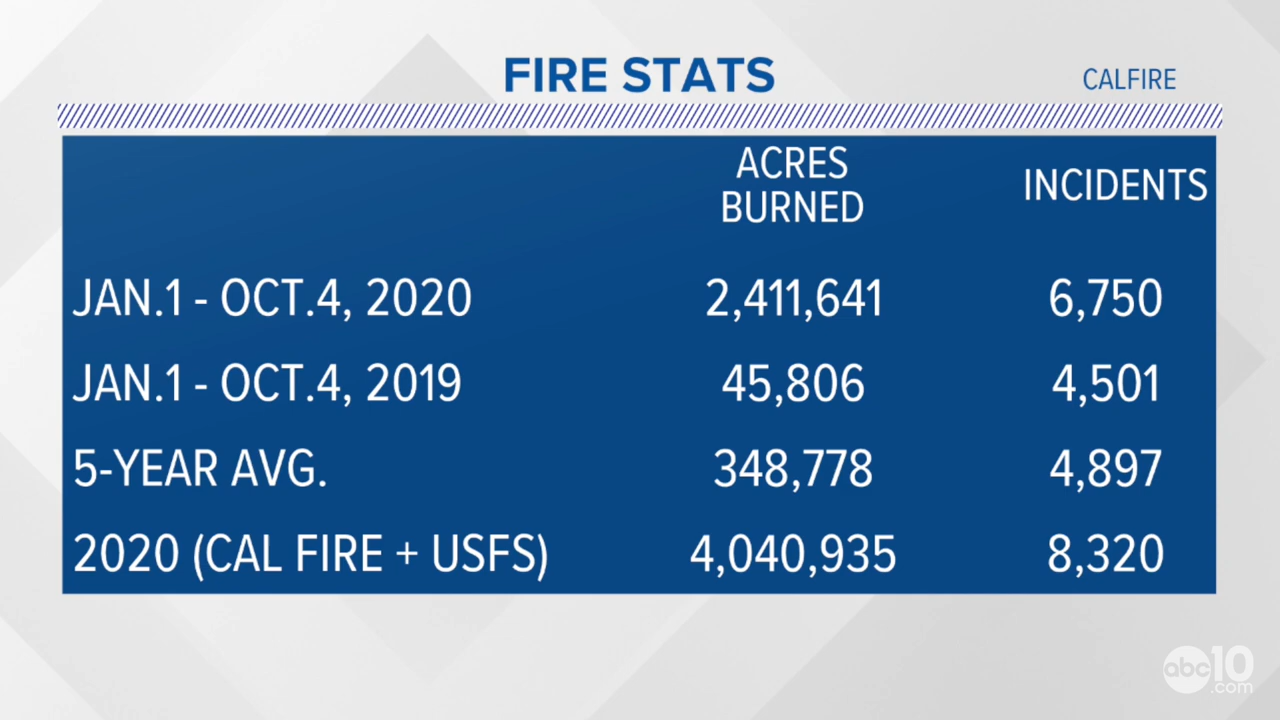 FIRE STATS
CALFIRE
ACRES
BURNED
INCIDENTS
JAN.1 - OCT.4, 2020 2,411,641 6,750
JAN.1 - OCT.4, 2019 45,806 4,501
5-YEAR AVG. 348,778 4,897
2020 (CAL FIRE + USFS) 4,040,935 8,320
abc10
.com